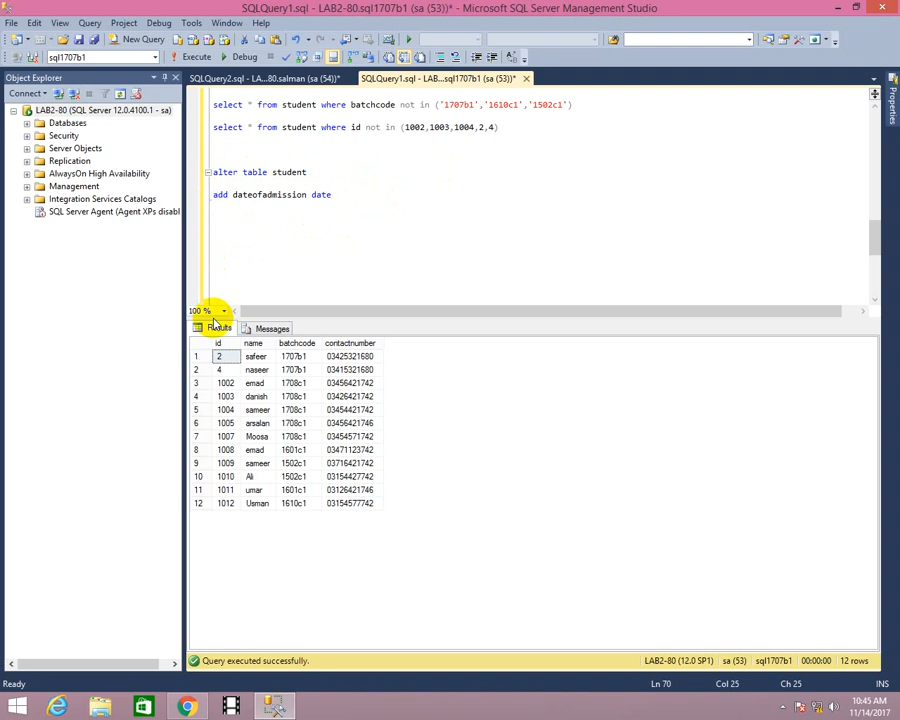 SQLQuery1.sql - LAB2-80.sql1707b1 (sa (53))* - Microsoft SQL Server Management Studio
File Edit View Query Project Debug Tools Window Help
New Query
sql1707b1 Execute Debug
Object Explorer
SQLQuery2.sql - LA...80.salman (sa (54))*
SQLQuery1.sql - LAB...sql1707b1 (sa (53))*
Properties
Connect
LAB2-80 (SQL Server 12.0.4100.1 - sa)
Databases
Security
Server Objects
Replication
AlwaysOn High Availability
Management
Integration Services Catalogs
SQL Server Agent (Agent XPs disabl
select * from student where batchcode not in ('1707b1','1610c1','1502c1')
select * from student where id not in (1002,1003,1004,2,4)
alter table student
add dateofadmission date
100 %
Results Messages
id name batchcode contactnumber
1 2 safeer 1707b1 03425321680
2 4 naseer 1707b1 03415321680
3 1002 emad 1708c1 03456421742
4 1003 danish 1708c1 03426421742
5 1004 sameer 1708c1 03454421742
6 1005 arsalan 1708c1 03456421746
7 1007 Moosa 1708c1 03454571742
8 1008 emad 1601c1 03471123742
9 1009 sameer 1502c1 03716421742
10 1010 Ali 1502c1 03154427742
11 1011 umar 1601c1 03126421746
12 1012 Usman 1610c1 03154577742
Query executed successfully.
LAB2-80 (12.0 SP1) sa (53) sql1707b1 00:00:00 12 rows
Ready Ln 70 Col 25 Ch 25 INS
10:45 AM
11/14/2017